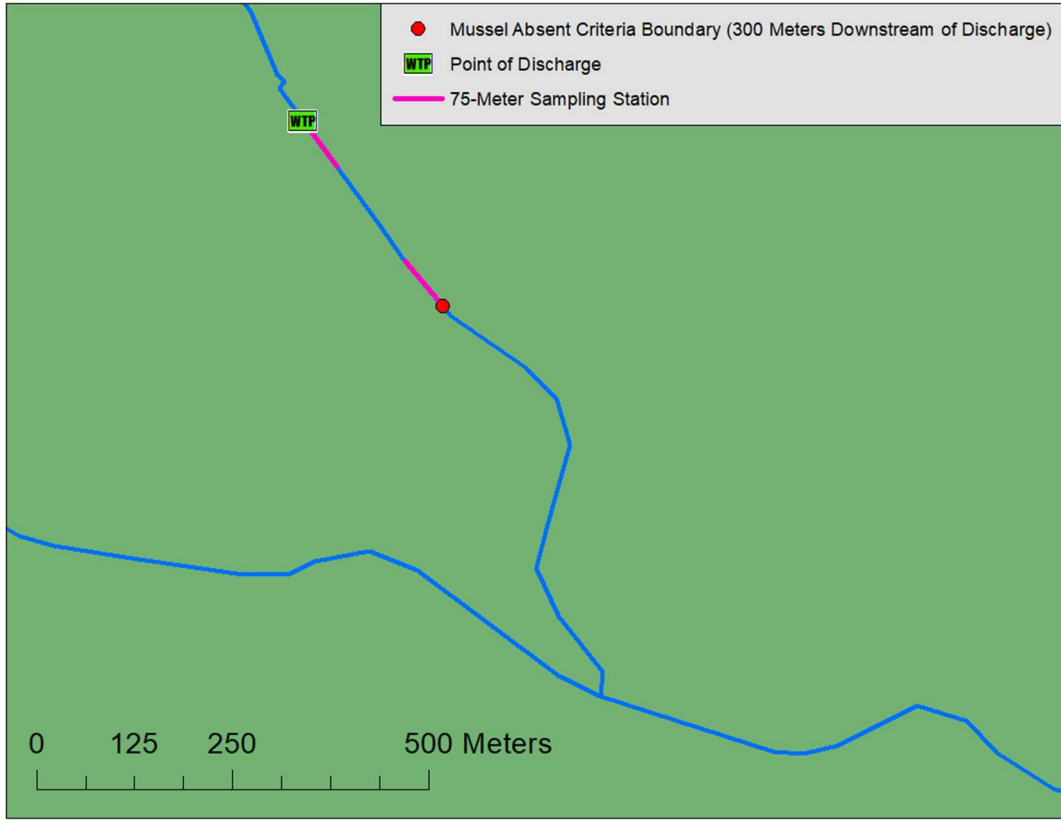 Mussel Absent Criteria Boundary (300 Meters Downstream of Discharge)
WTP Point of Discharge
75-Meter Sampling Station
WTP
0 125 250 500 Meters